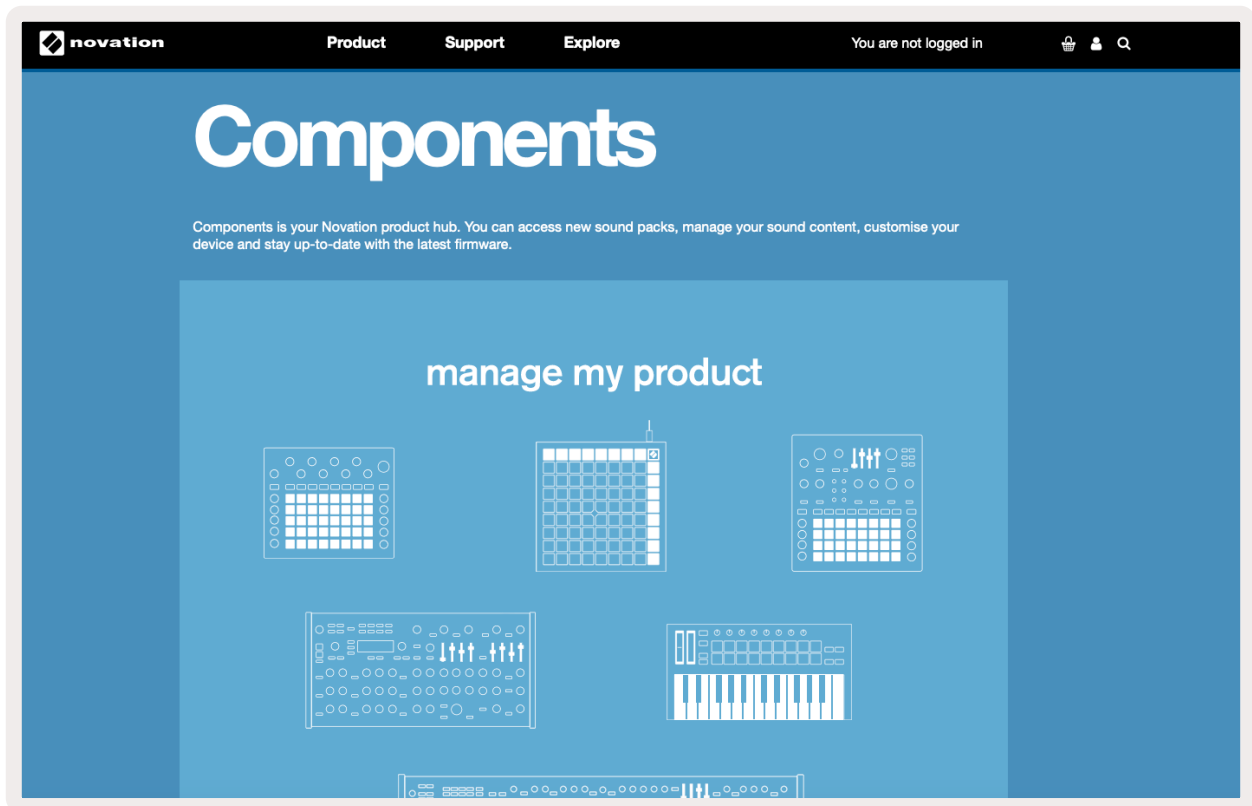 novation
Product
Support
Explore
You are not logged in
Components
Components is your Novation product hub. You can access new sound packs, manage your sound content, customise your
device and stay up-to-date with the latest firmware.
manage my product